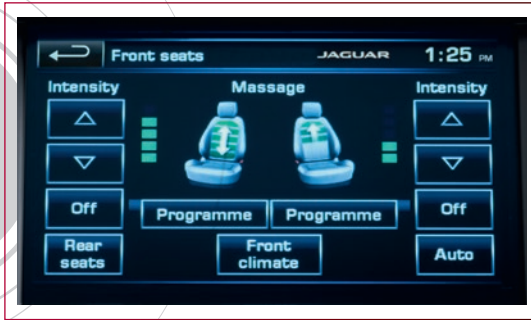 Front seats
JAGUAR
1:25 PM
Intensity
Massage
Intensity
Off
Programme
Programme
Off
Rear
seats
Front
climate
Auto